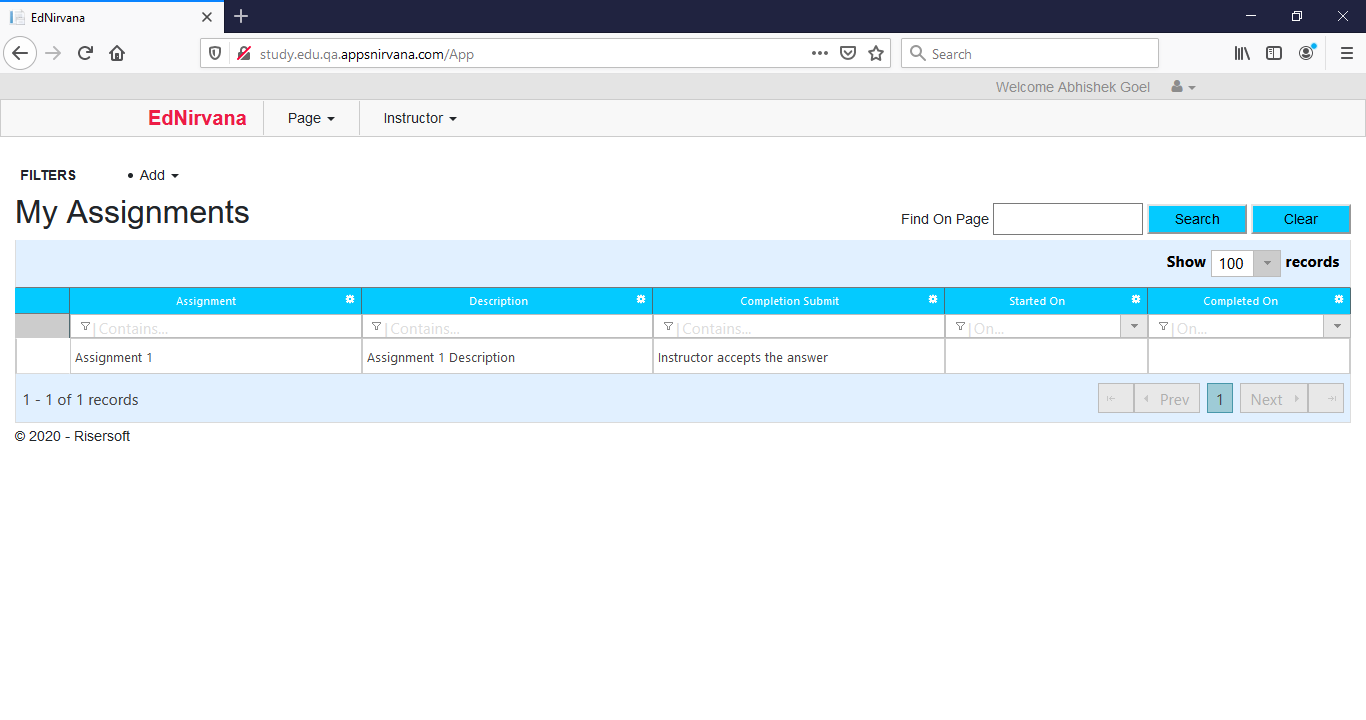 EdNirvana
study.edu.qa.appsnirvana.com/App
Search
Welcome Abhishek Goel
EdNirvana Page Instructor
FILTERS • Add
My Assignments
Find On Page Search Clear
Show 100 records
Assignment Description Completion Submit Started On Completed On
Contains... Contains... Contains... On... On...
Assignment 1 Assignment 1 Description Instructor accepts the answer
1 - 1 of 1 records Prev 1 Next
© 2020 - Risersoft